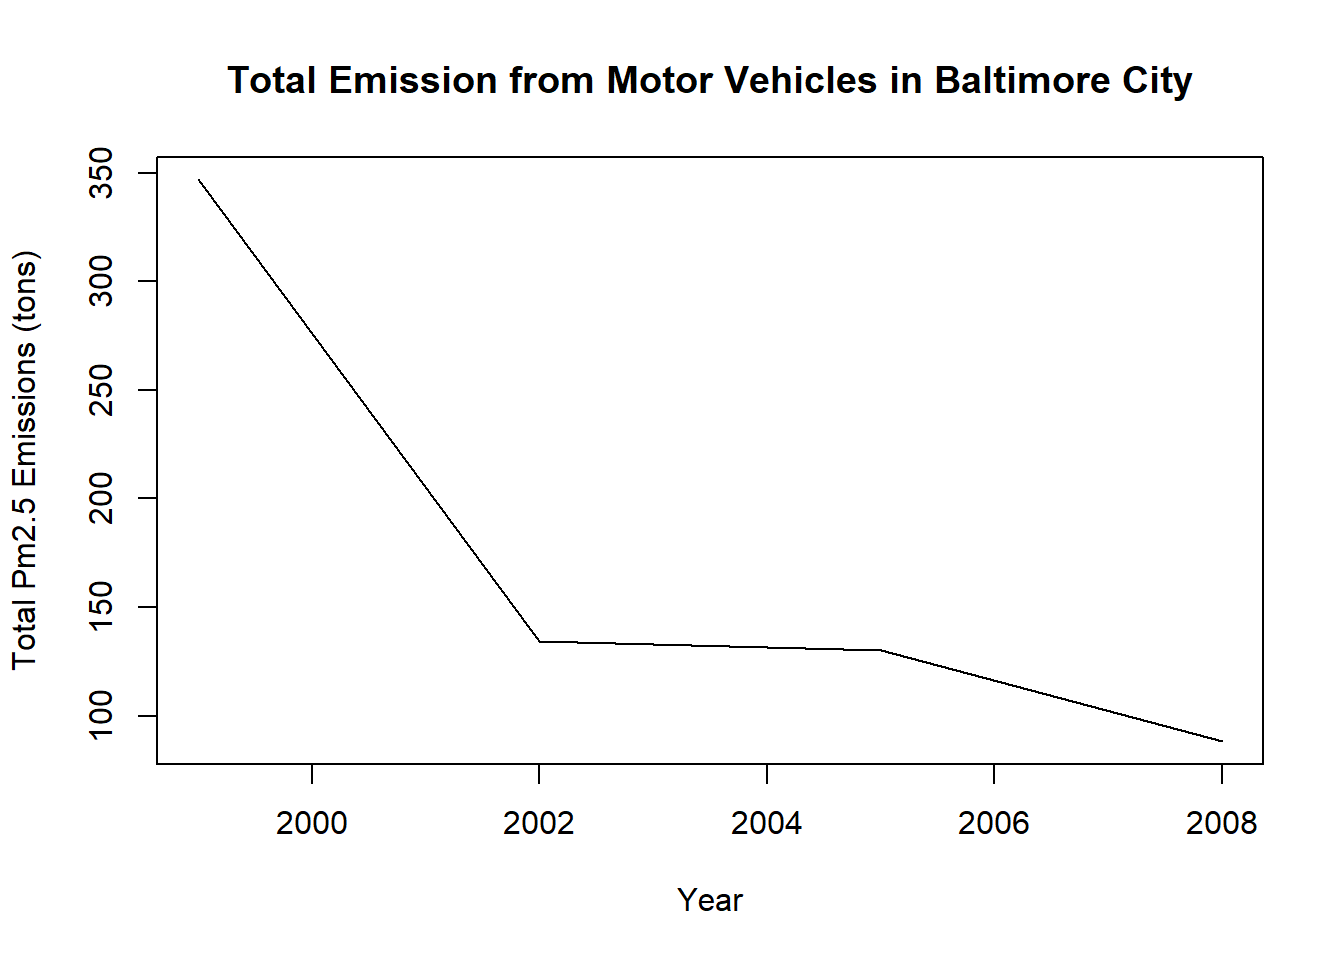 Total Emission from Motor Vehicles in Baltimore City
Total Pm2.5 Emissions (tons)
350
300
250
200
150
100
2000 2002 2004 2006 2008
Year